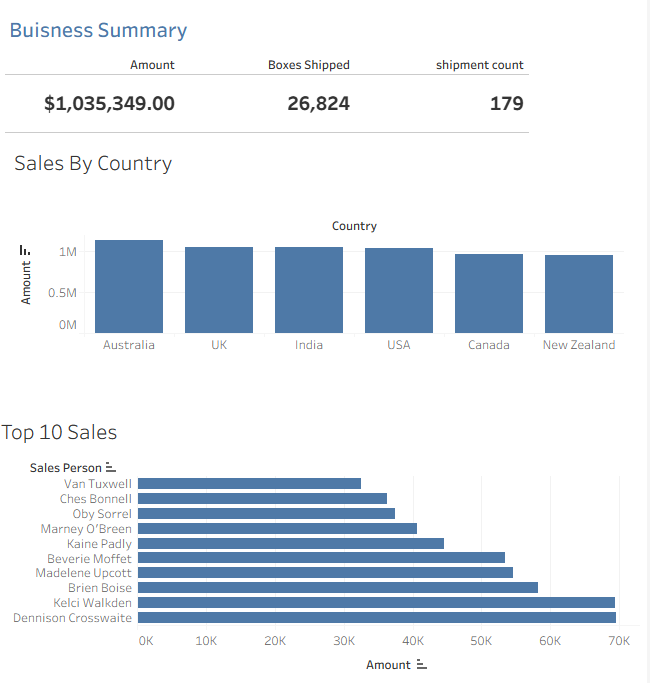 Buisness Summary
Amount Boxes Shipped shipment count
$1,035,349.00 26,824 179
Sales By Country
Country
Amount
1M
0.5M
0M
Australia UK India USA Canada New Zealand
Top 10 Sales
Sales Person
Van Tuxwell
Ches Bonnell
Oby Sorrel
Marney O’Breen
Kaine Padly
Beverie Moffet
Madelene Upcott
Brien Boise
Kelci Walkden
Dennison Crosswaite
0K 10K 20K 30K 40K 50K 60K 70K
Amount